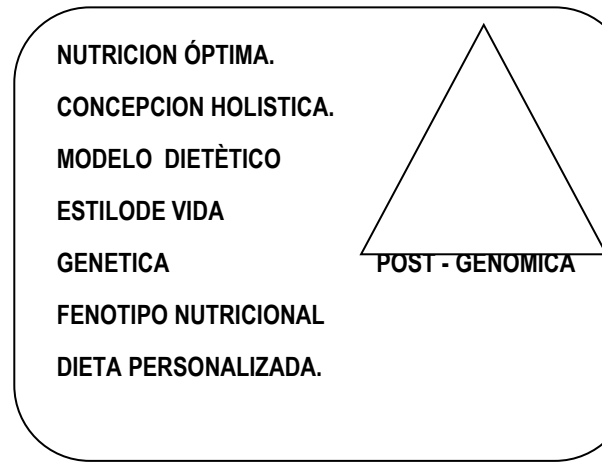 NUTRICION ÓPTIMA.
CONCEPCION HOLISTICA.
MODELO DIETÈTICO
ESTILODE VIDA
GENETICA POST - GENOMICA
FENOTIPO NUTRICIONAL
DIETA PERSONALIZADA.